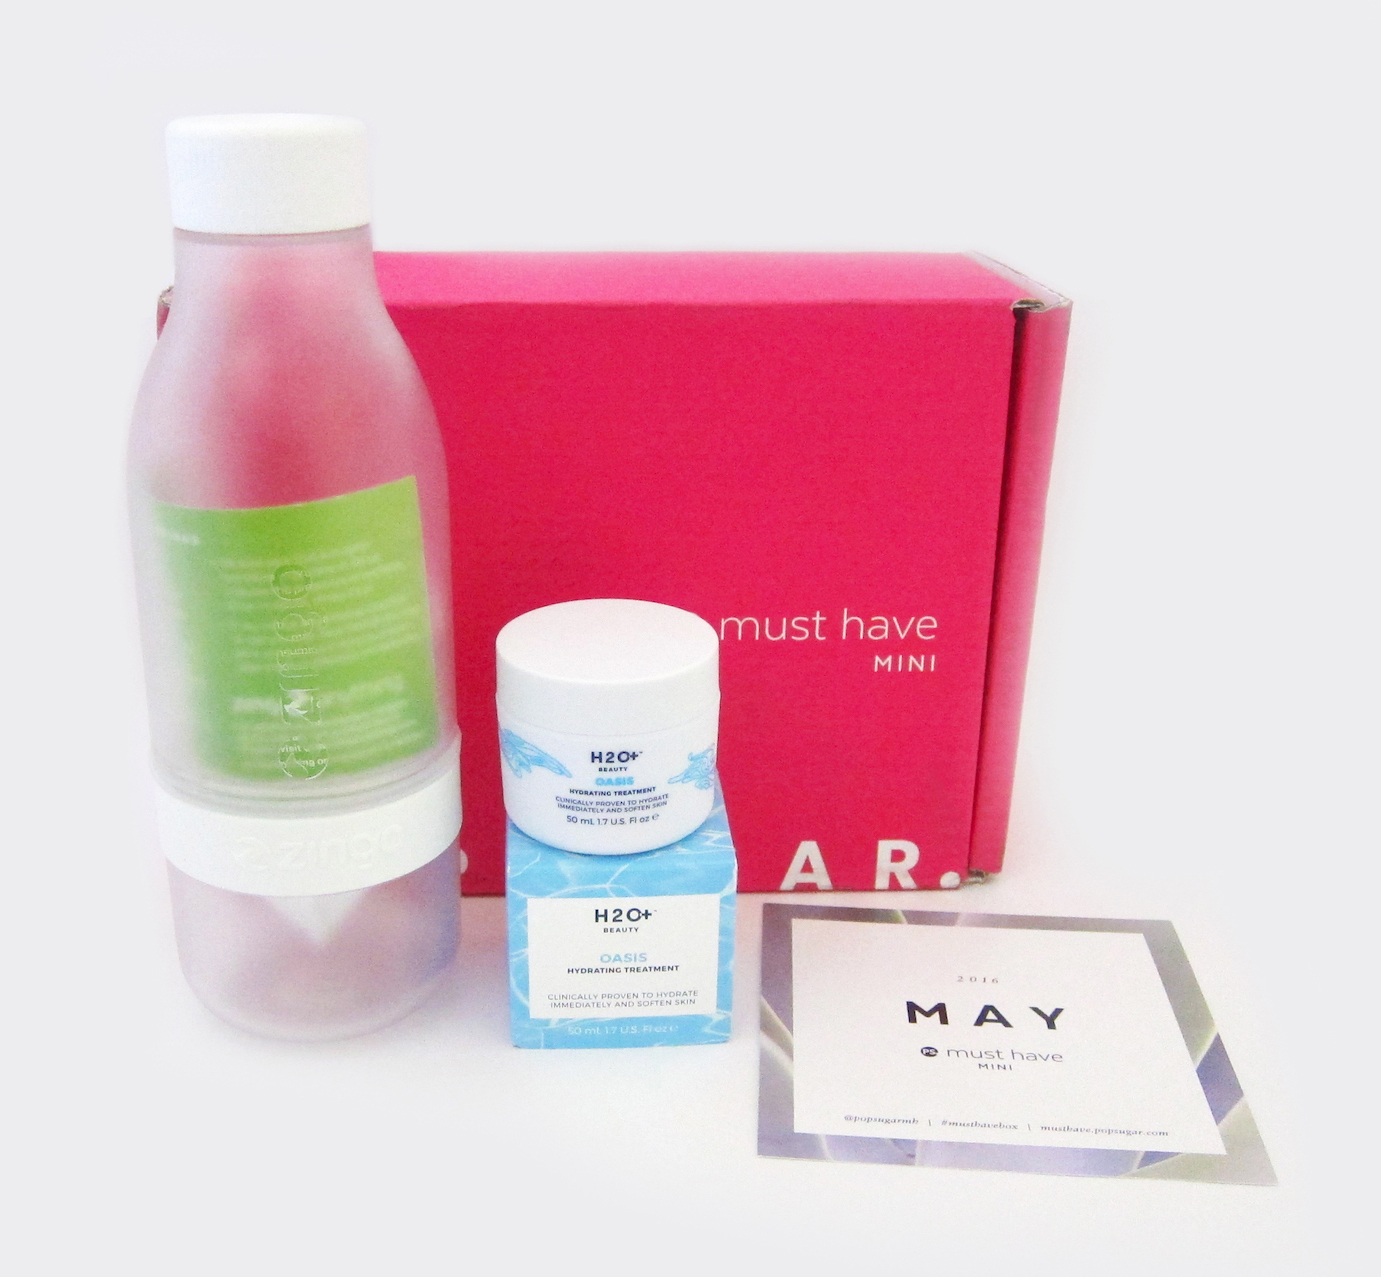 must have
MINI
AR.
zingo
zingo
H2O+
BEAUTY
OASIS
HYDRATING TREATMENT
CLINICALLY PROVEN TO HYDRATE
IMMEDIATELY AND SOFTEN SKIN
50 mL 1.7 U.S. Fl oz e
H2O+
BEAUTY
OASIS
HYDRATING TREATMENT
CLINICALLY PROVEN TO HYDRATE
IMMEDIATELY AND SOFTEN SKIN
50 mL 1.7 U.S. Fl oz e
2016
MAY
PS must have
MINI
@popsugarmh | #musthavebox | musthave.popsugar.com